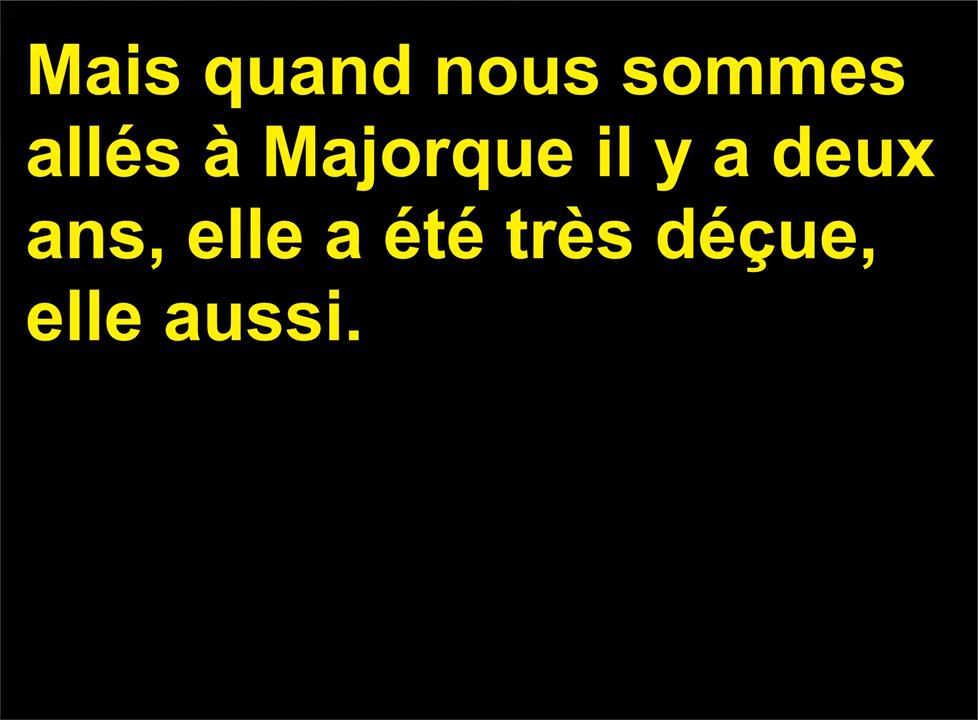 Mais quand nous sommes
allés à Majorque il y a deux
ans, elle a été très déçue,
elle aussi.